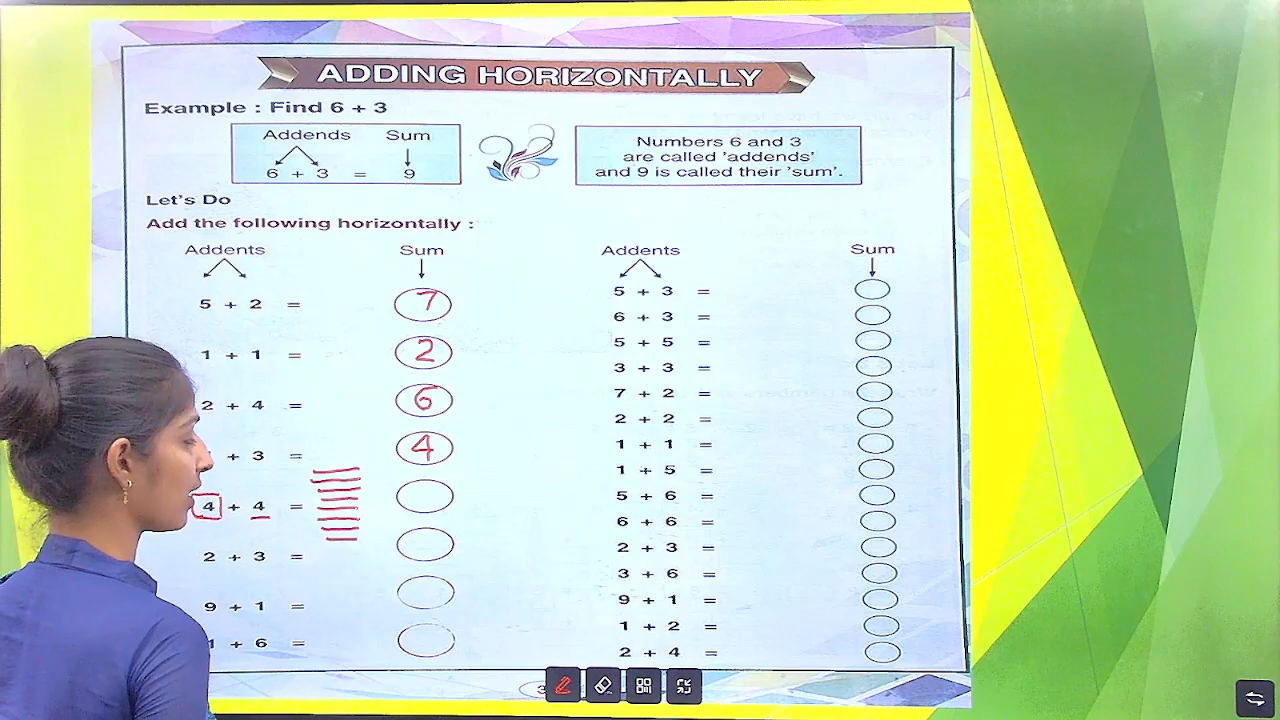 ADDING HORIZONTALLY
Example : Find 6 + 3
Addends Sum
6 + 3 = 9
Numbers 6 and 3
are called 'addends'
and 9 is called their 'sum'.
Let's Do
Add the following horizontally :
Addents Sum
5 + 2 = 7
1 + 1 = 2
2 + 4 = 6
+ 3 = 4
4 + 4 =
2 + 3 =
9 + 1 =
1 + 6 =
Addents Sum
5 + 3 =
6 + 3 =
5 + 5 =
3 + 3 =
7 + 2 =
2 + 2 =
1 + 1 =
1 + 5 =
5 + 6 =
6 + 6 =
2 + 3 =
3 + 6 =
9 + 1 =
1 + 2 =
2 + 4 =